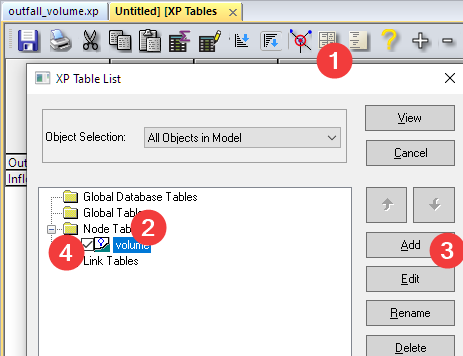 outfall_volume.xp Untitled] [XP Tables
1
XP Table List
Object Selection: All Objects in Model
View
Cancel
Out
Inflo
Global Database Tables
Global Table
Node Tab
2
4 volume
Add 3
Link Tables
Edit
Rename
Delete